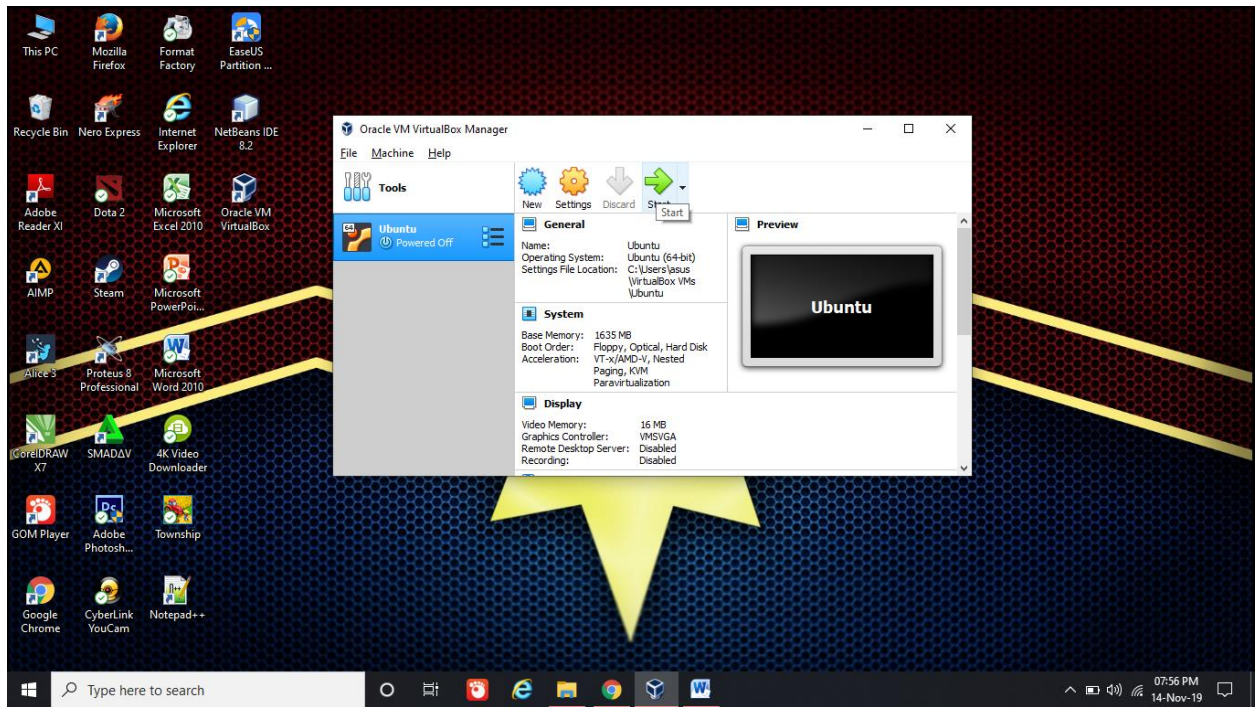 This PC
Mozilla
Firefox
Format
Factory
EaseUS
Partition ...
Recycle Bin
Nero Express
Internet
Explorer
NetBeans IDE
8.2
Adobe
Reader XI
Dota 2
Microsoft
Excel 2010
Oracle VM
VirtualBox
AIMP
Steam
Microsoft
PowerPoi...
Alice 3
Proteus 8
Professional
Microsoft
Word 2010
CorelDRAW
X7
SMADΔV
4K Video
Downloader
GOM Player
Adobe
Photosh...
Township
Google
Chrome
CyberLink
YouCam
Notepad++
Oracle VM VirtualBox Manager
File Machine Help
Tools
New Settings Discard Start
Start
64
Ubuntu
Powered Off
General
Name: Ubuntu
Operating System: Ubuntu (64-bit)
Settings File Location: C:\Users\asus
\VirtualBox VMs
\Ubuntu
System
Base Memory: 1635 MB
Boot Order: Floppy, Optical, Hard Disk
Acceleration: VT-x/AMD-V, Nested
Paging, KVM
Paravirtualization
Display
Video Memory: 16 MB
Graphics Controller: VMSVGA
Remote Desktop Server: Disabled
Recording: Disabled
Preview
Ubuntu
Type here to search
07:56 PM
14-Nov-19